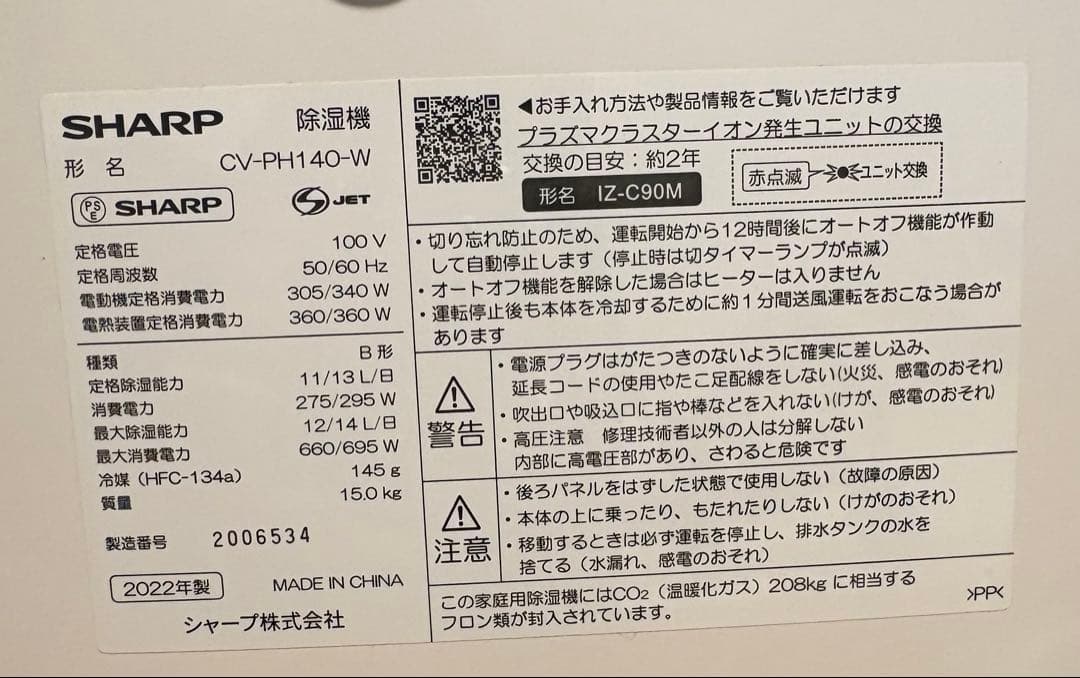 SHARP 除湿機
形 名 CV-PH140-W
PSE SHARP S JET
定格電圧 100 V
定格周波数 50/60 Hz
電動機定格消費電力 305/340 W
電熱装置定格消費電力 360/360 W
種類 B 形
定格除湿能力 11/13 L/日
消費電力 275/295 W
最大除湿能力 12/14 L/日
最大消費電力 660/695 W
冷媒(HFC-134a) 145 g
質量 15.0 kg
製造番号 2006534
2022年製 MADE IN CHINA
シャープ株式会社
◀お手入れ方法や製品情報をご覧いただけます
プラズマクラスターイオン発生ユニットの交換
交換の目安:約2年
形名 IZ-C90M
赤点滅 ユニット交換
・切り忘れ防止のため、運転開始から12時間後にオートオフ機能が作動
して自動停止します(停止時は切タイマーランプが点滅)
・オートオフ機能を解除した場合はヒーターは入りません
・運転停止後も本体を冷却するために約1分間送風運転をおこなう場合が
あります
警告
・電源プラグはがたつきのないように確実に差し込み、
延長コードの使用やたこ足配線をしない(火災、感電のおそれ)
・吹出口や吸込口に指や棒などを入れない(けが、感電のおそれ)
・高圧注意 修理技術者以外の人は分解しない
内部に高電圧部があり、さわると危険です
注意
・後ろパネルをはずした状態で使用しない(故障の原因)
・本体の上に乗ったり、もたれたりしない(けがのおそれ)
・移動するときは必ず運転を停止し、排水タンクの水を
捨てる(水漏れ、感電のおそれ)
この家庭用除湿機にはCO₂(温暖化ガス)208kgに相当する
フロン類が封入されています。
>PP<